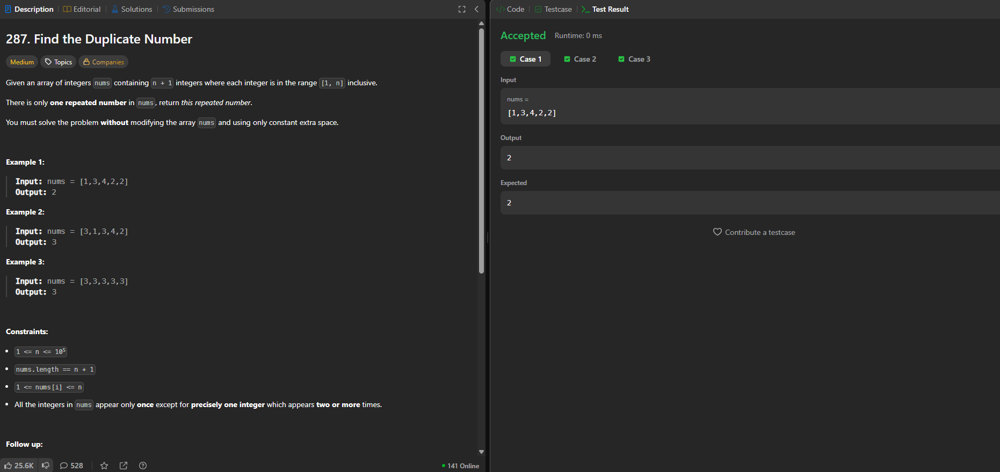 Description
Editorial
Solutions
Submissions
287. Find the Duplicate Number
Medium
Topics
Companies
Given an array of integers nums containing n + 1 integers where each integer is in the range [1, n] inclusive.
There is only one repeated number in nums, return this repeated number.
You must solve the problem without modifying the array nums and using only constant extra space.
Example 1:
Input: nums = [1,3,4,2,2]
Output: 2
Example 2:
Input: nums = [3,1,3,4,2]
Output: 3
Example 3:
Input: nums = [3,3,3,3,3]
Output: 3
Constraints:
1 <= n <= 10⁵
nums.length == n + 1
1 <= nums[i] <= n
All the integers in nums appear only once except for precisely one integer which appears two or more times.
Follow up:
25.6K
528
141 Online
Code
Testcase
Test Result
Accepted
Runtime: 0 ms
Case 1
Case 2
Case 3
Input
nums =
[1,3,4,2,2]
Output
2
Expected
2
Contribute a testcase